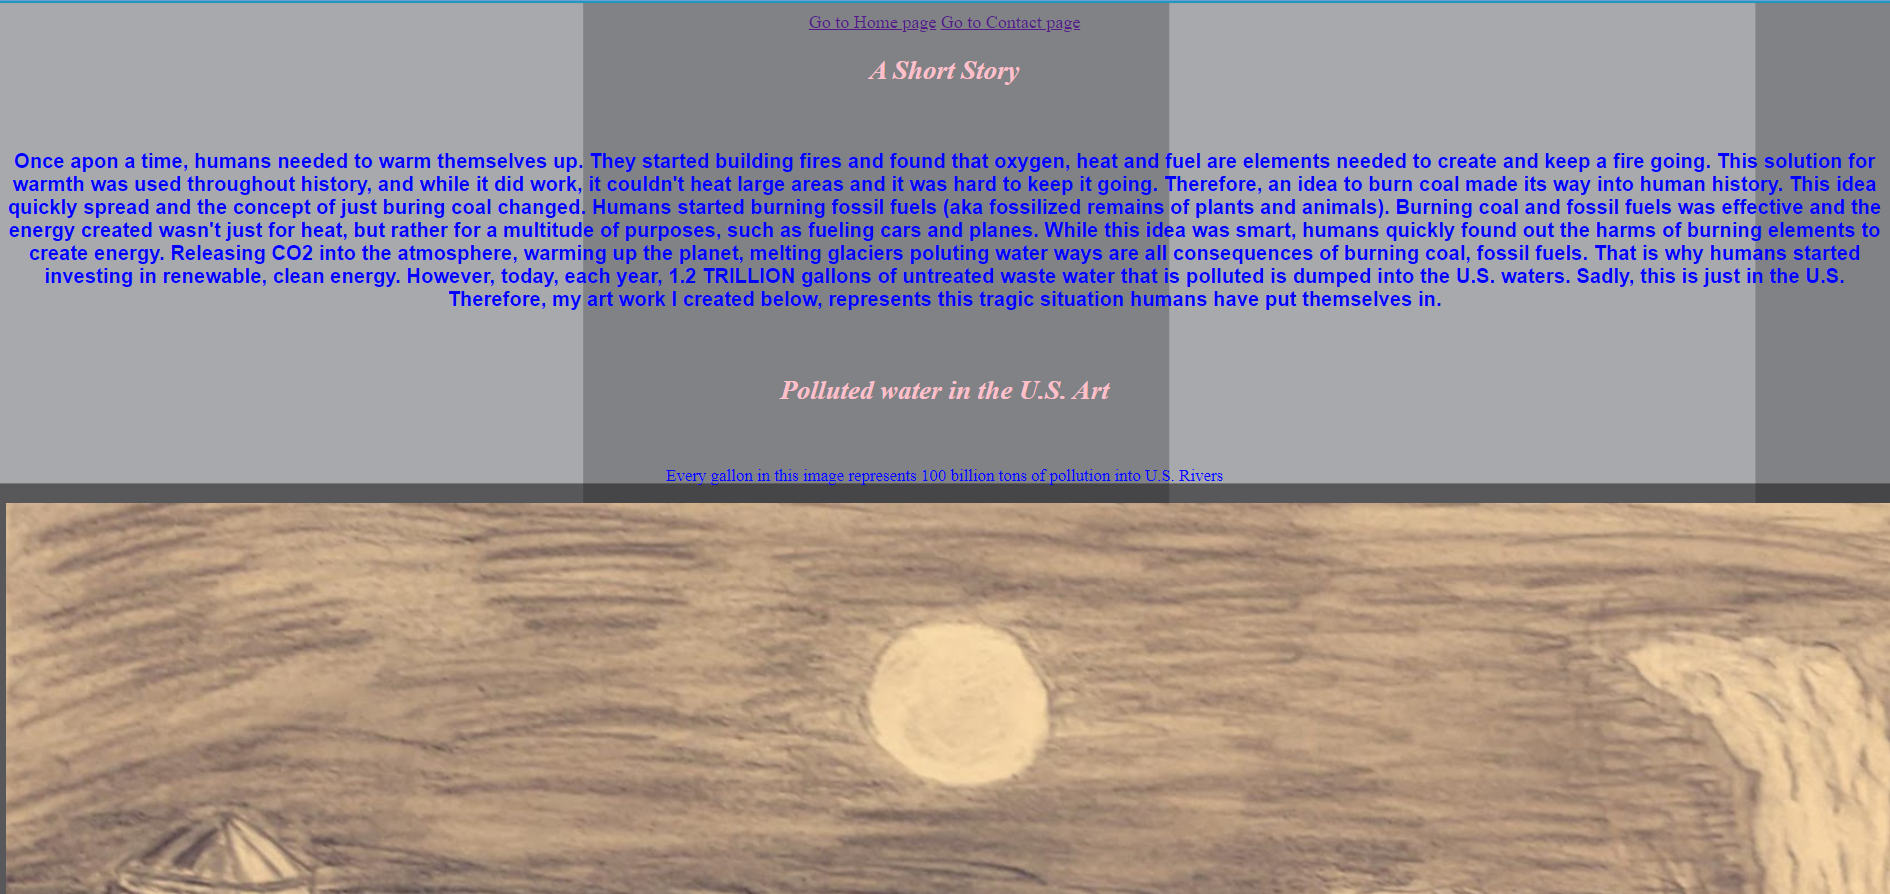 Go to Home page Go to Contact page
A Short Story
Once apon a time, humans needed to warm themselves up. They started building fires and found that oxygen, heat and fuel are elements needed to create and keep a fire going. This solution for
warmth was used throughout history, and while it did work, it couldn't heat large areas and it was hard to keep it going. Therefore, an idea to burn coal made its way into human history. This idea
quickly spread and the concept of just buring coal changed. Humans started burning fossil fuels (aka fossilized remains of plants and animals). Burning coal and fossil fuels was effective and the
energy created wasn't just for heat, but rather for a multitude of purposes, such as fueling cars and planes. While this idea was smart, humans quickly found out the harms of burning elements to
create energy. Releasing CO2 into the atmosphere, warming up the planet, melting glaciers poluting water ways are all consequences of burning coal, fossil fuels. That is why humans started
investing in renewable, clean energy. However, today, each year, 1.2 TRILLION gallons of untreated waste water that is polluted is dumped into the U.S. waters. Sadly, this is just in the U.S.
Therefore, my art work I created below, represents this tragic situation humans have put themselves in.
Polluted water in the U.S. Art
Every gallon in this image represents 100 billion tons of pollution into U.S. Rivers